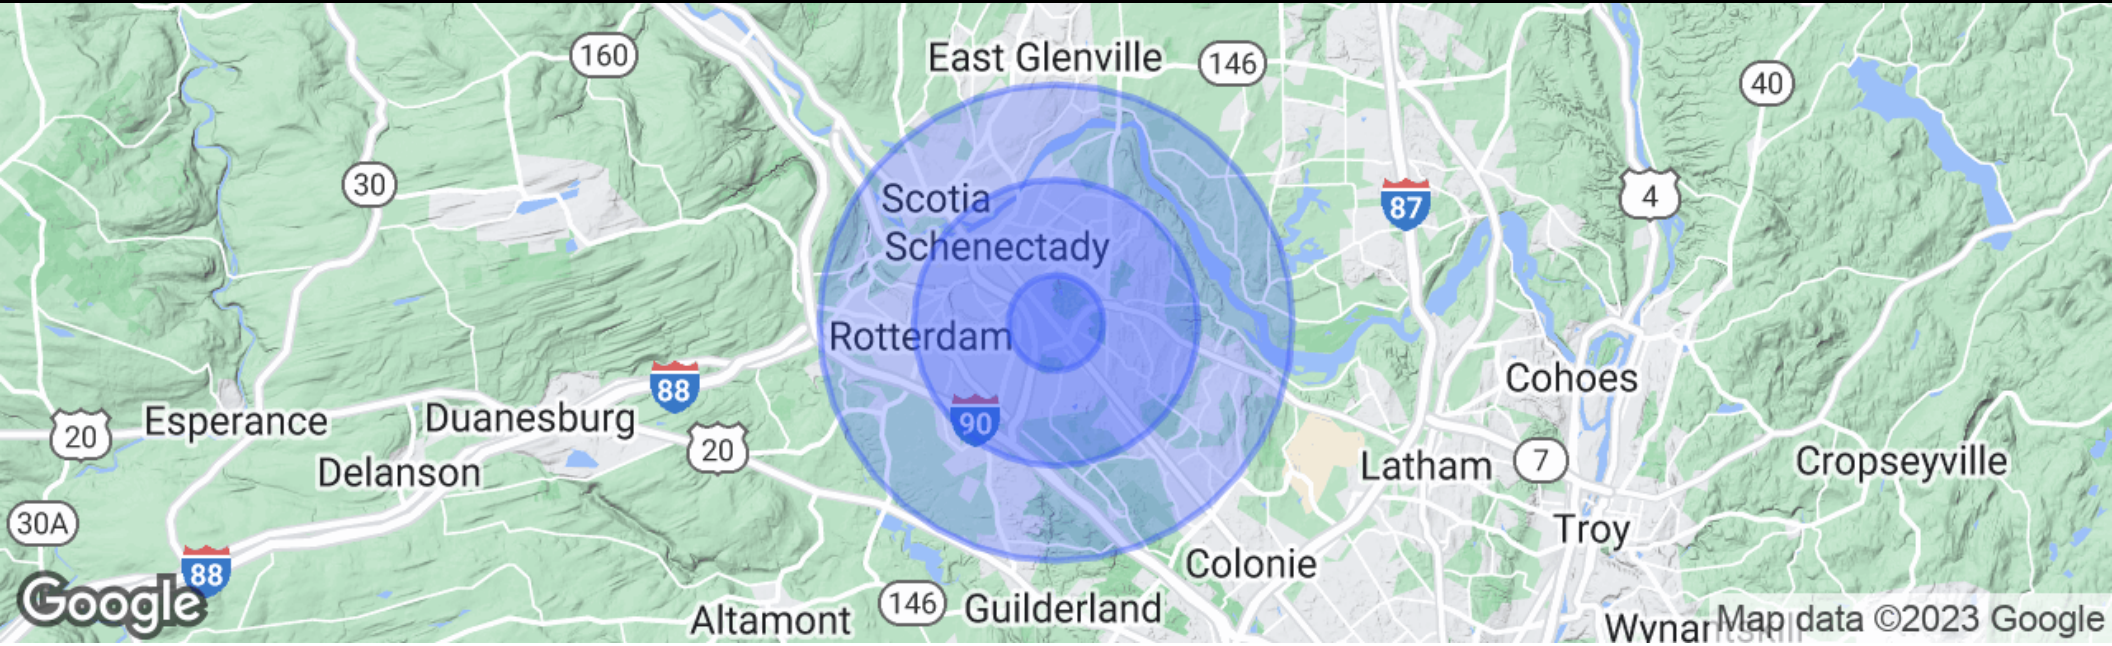 160
East Glenville
146
40
30
Scotia
87
4
Schenectady
Rotterdam
88
Cohoes
20
Esperance
Duanesburg
90
20
Delanson
Latham
7
Cropseyville
30A
Troy
88
Colonie
Google
Altamont
146
Guilderland
Map data ©2023 Google